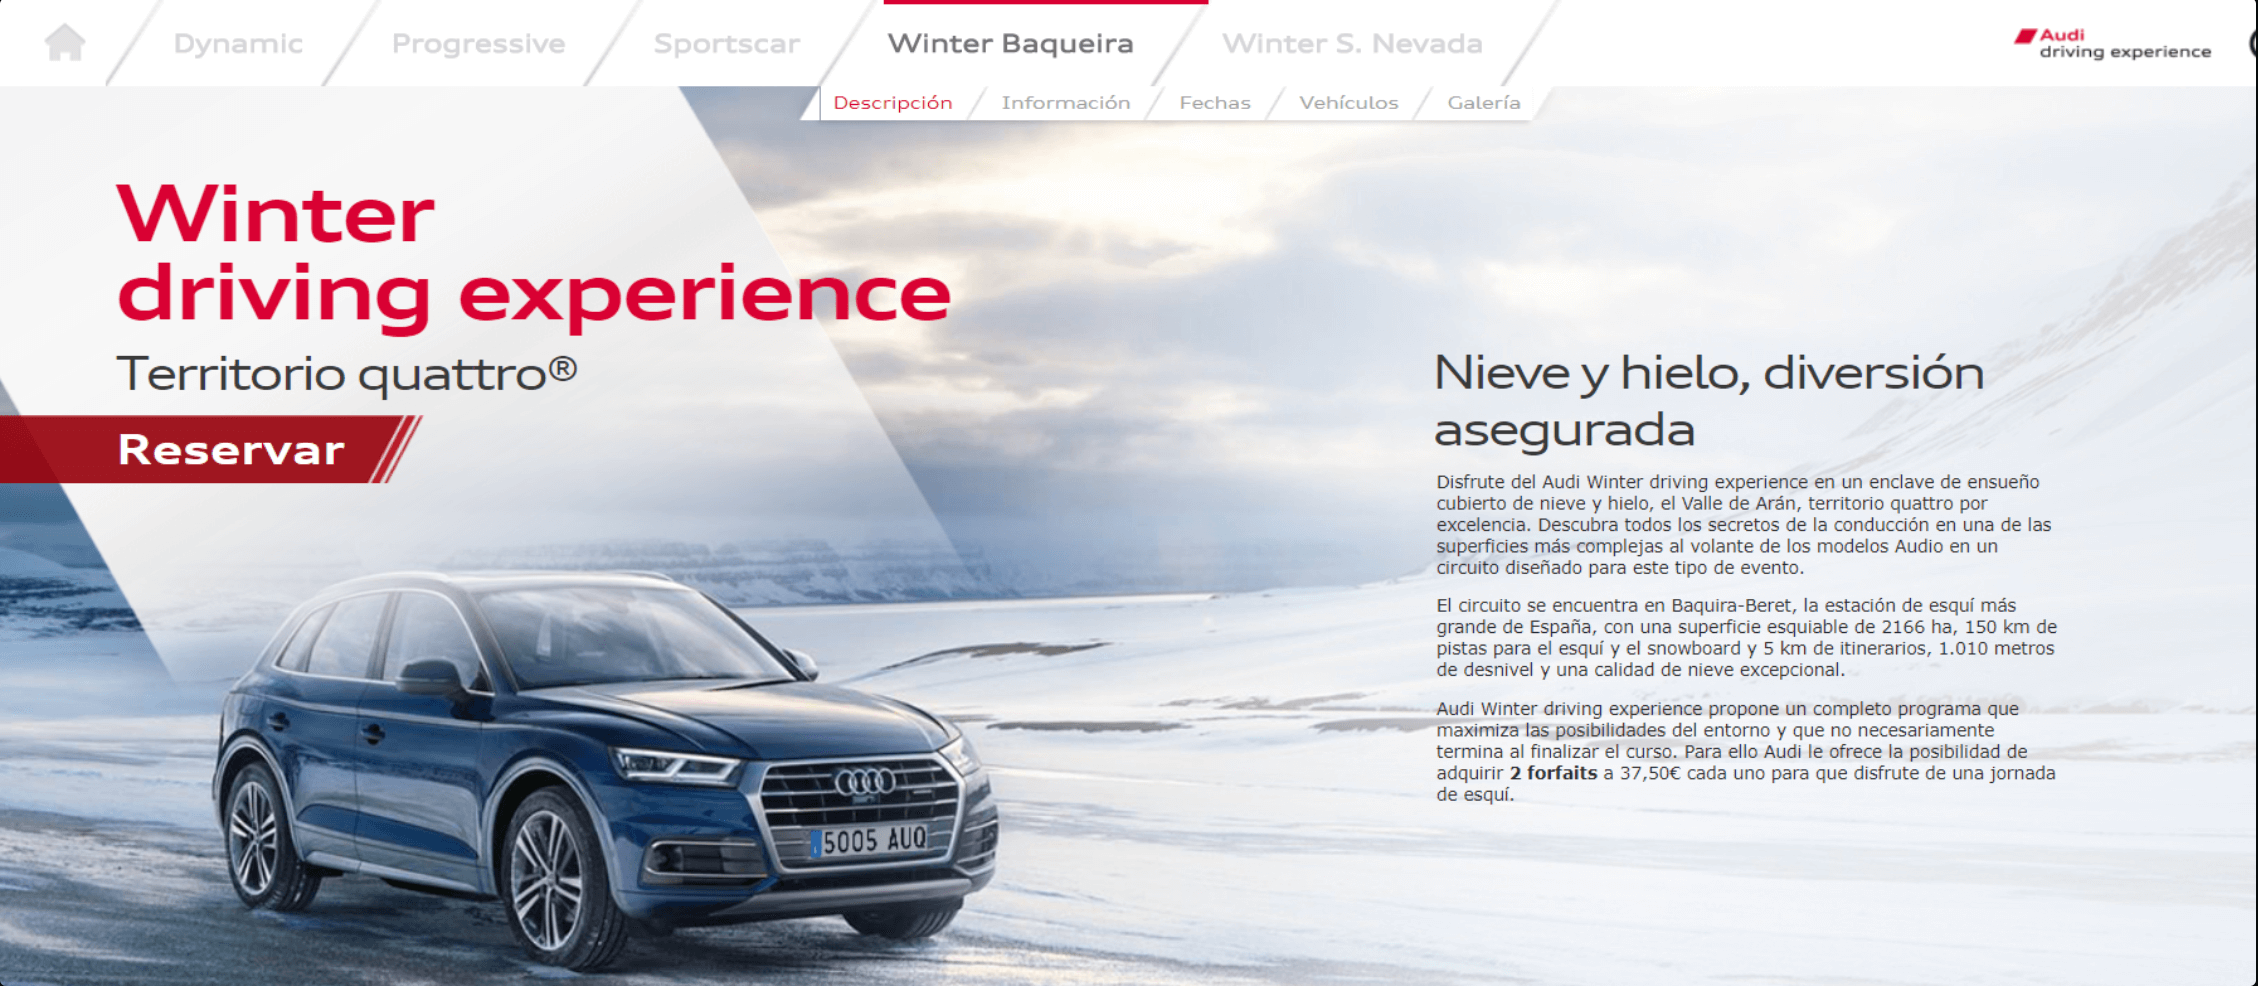 Dynamic
Progressive
Sportscar
Winter Baqueira
Winter S. Nevada
Audi
driving experience
Descripción
Información
Fechas
Vehículos
Galería
Winter
driving experience
Territorio quattro®
Reservar
Nieve y hielo, diversión
asegurada
Disfrute del Audi Winter driving experience en un enclave de ensueño
cubierto de nieve y hielo, el Valle de Arán, territorio quattro por
excelencia. Descubra todos los secretos de la conducción en una de las
superficies más complejas al volante de los modelos Audio en un
circuito diseñado para este tipo de evento.
El circuito se encuentra en Baquira-Beret, la estación de esquí más
grande de España, con una superficie esquiable de 2166 ha, 150 km de
pistas para el esquí y el snowboard y 5 km de itinerarios, 1.010 metros
de desnivel y una calidad de nieve excepcional.
Audi Winter driving experience propone un completo programa que
maximiza las posibilidades del entorno y que no necesariamente
termina al finalizar el curso. Para ello Audi le ofrece la posibilidad de
adquirir 2 forfaits a 37,50€ cada uno para que disfrute de una jornada
de esquí.
5005 AUQ